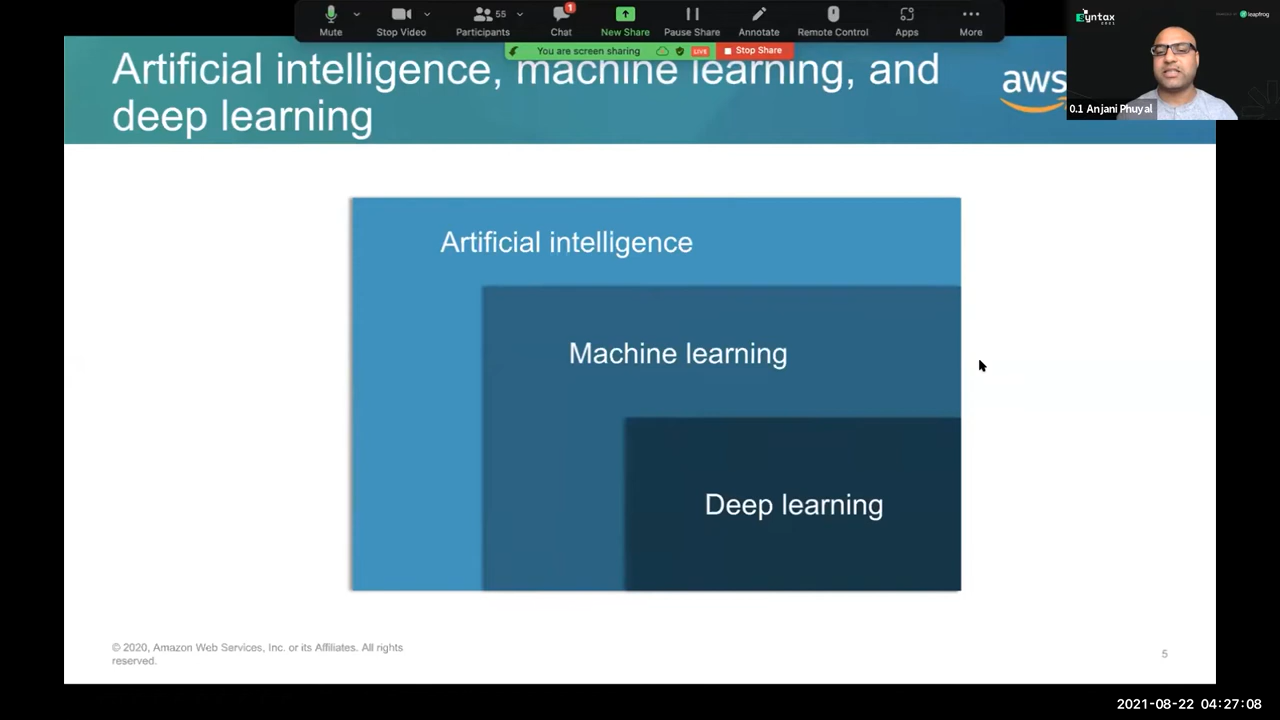 Mute
Stop Video
55
Participants
1
Chat
New Share
Pause Share
Annotate
Remote Control
Apps
More
You are screen sharing
LIVE
Stop Share
Syntax
leapfrog
0.1 Anjani Phuyal
Artificial intelligence, machine learning, and
deep learning
aws
Artificial intelligence
Machine learning
Deep learning
© 2020, Amazon Web Services, Inc. or its Affiliates. All rights
reserved.
5
2021-08-22 04:27:08